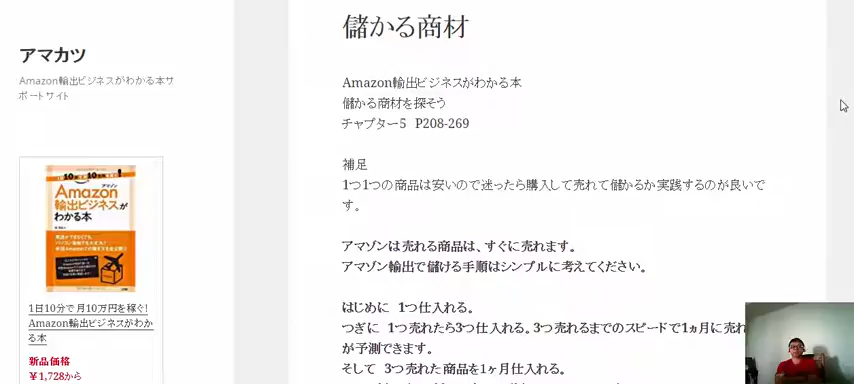 アマカツ
Amazon輸出ビジネスがわかる本サ
ポートサイト
Amazon
輸出ビジネスが
わかる本
1日10分で月10万円を稼ぐ!
Amazon輸出ビジネスがわか
る本
新品価格
￥1,728から
儲かる商材
Amazon輸出ビジネスがわかる本
儲かる商材を探そう
チャプター5 P208-269
補足
1つ1つの商品は安いので迷ったら購入して売れて儲かるか実践するのが良いで
す。
アマゾンは売れる商品は、すぐに売れます。
アマゾン輸出で儲ける手順はシンプルに考えてください。
はじめに 1つ仕入れる。
つぎに 1つ売れたら3つ仕入れる。3つ売れるまでのスピードで1ヵ月に売れ
が予測できます。
そして 3つ売れた商品を1ヶ月仕入れる。